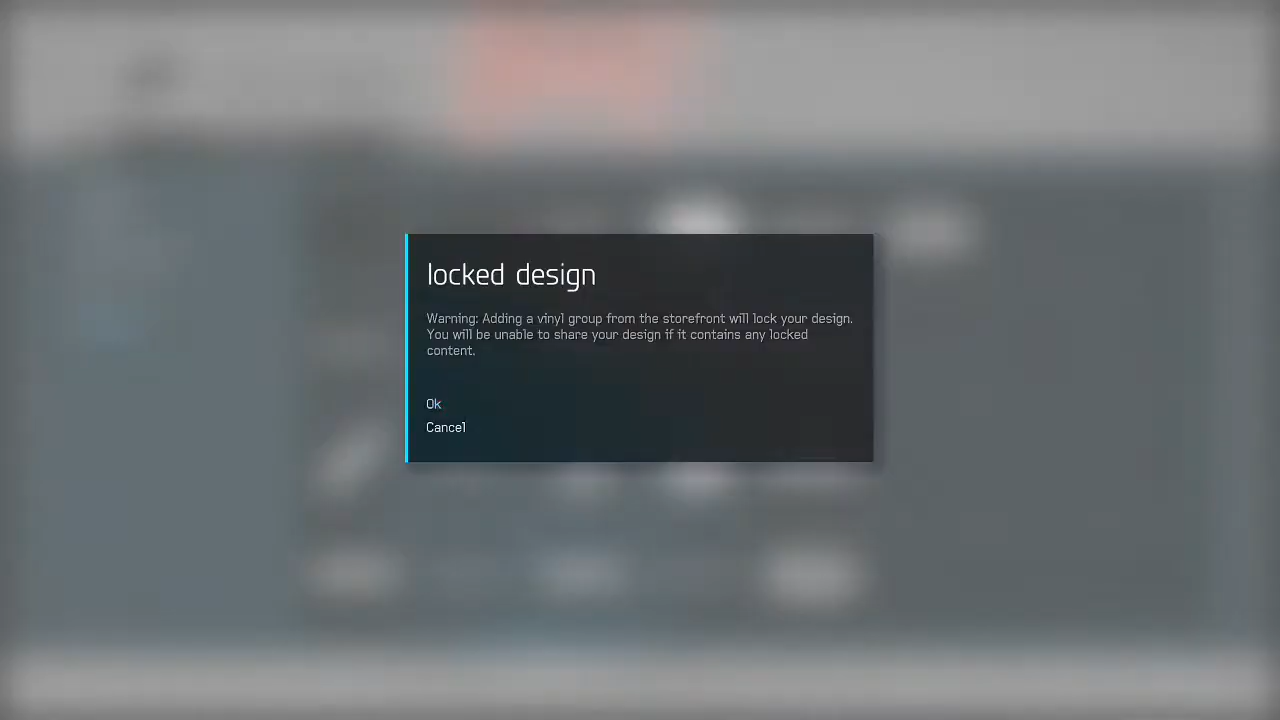 locked design
Warning: Adding a vinyl group from the storefront will lock your design.
You will be unable to share your design if it contains any locked
content.
Ok
Cancel